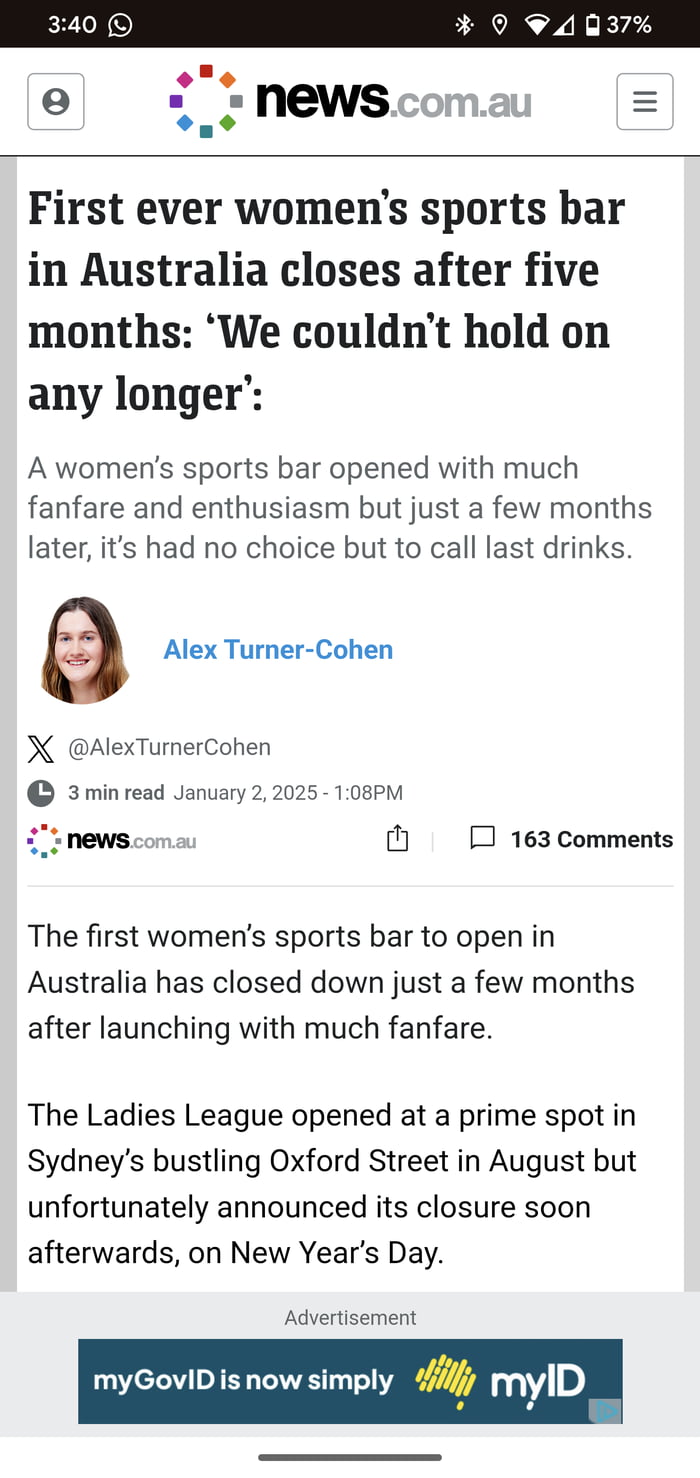 3:40
37%
news.com.au
First ever women’s sports bar
in Australia closes after five
months: ‘We couldn’t hold on
any longer’:
A women’s sports bar opened with much
fanfare and enthusiasm but just a few months
later, it’s had no choice but to call last drinks.
Alex Turner-Cohen
@AlexTurnerCohen
3 min read January 2, 2025 - 1:08PM
news.com.au
163 Comments
The first women’s sports bar to open in
Australia has closed down just a few months
after launching with much fanfare.
The Ladies League opened at a prime spot in
Sydney’s bustling Oxford Street in August but
unfortunately announced its closure soon
afterwards, on New Year’s Day.
Advertisement
myGovID is now simply myID